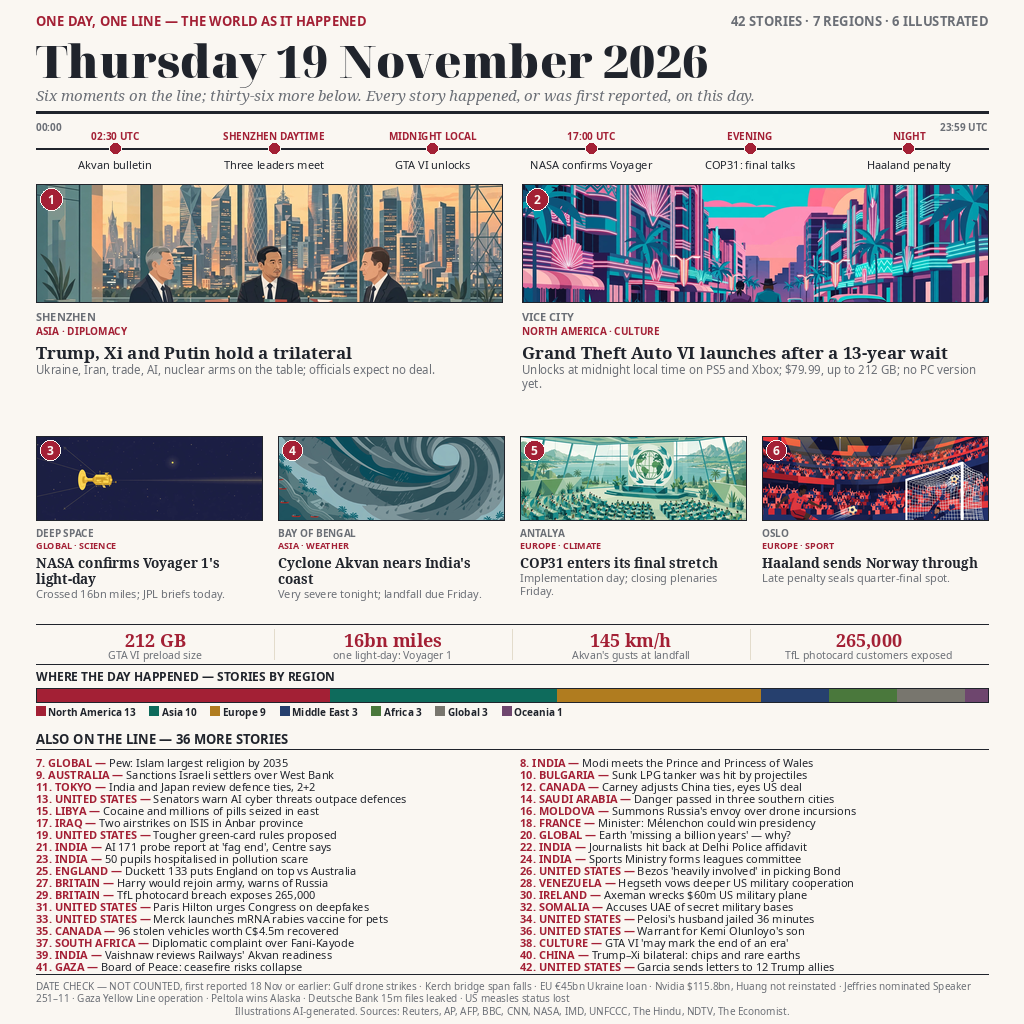 ONE DAY, ONE LINE — THE WORLD AS IT HAPPENED
42 STORIES · 7 REGIONS · 6 ILLUSTRATED
Thursday 19 November 2026
Six moments on the line; thirty-six more below. Every story happened, or was first reported, on this day.
00:00
23:59 UTC
02:30 UTC
SHENZHEN DAYTIME
MIDNIGHT LOCAL
17:00 UTC
EVENING
NIGHT
Akvan bulletin
Three leaders meet
GTA VI unlocks
NASA confirms Voyager
COP31: final talks
Haaland penalty
1
SHENZHEN
ASIA · DIPLOMACY
Trump, Xi and Putin hold a trilateral
Ukraine, Iran, trade, AI, nuclear arms on the table; officials expect no deal.
2
VICE CITY
NORTH AMERICA · CULTURE
Grand Theft Auto VI launches after a 13-year wait
Unlocks at midnight local time on PS5 and Xbox; $79.99, up to 212 GB; no PC version
yet.
3
DEEP SPACE
GLOBAL · SCIENCE
NASA confirms Voyager 1's
light-day
Crossed 16bn miles; JPL briefs today.
4
BAY OF BENGAL
ASIA · WEATHER
Cyclone Akvan nears India's
coast
Very severe tonight; landfall due Friday.
5
ANTALYA
EUROPE · CLIMATE
COP31 enters its final stretch
Implementation day; closing plenaries
Friday.
6
OSLO
EUROPE · SPORT
Haaland sends Norway through
Late penalty seals quarter-final spot.
212 GB
GTA VI preload size
16bn miles
one light-day: Voyager 1
145 km/h
Akvan's gusts at landfall
265,000
TfL photocard customers exposed
WHERE THE DAY HAPPENED — STORIES BY REGION
North America 13
Asia 10
Europe 9
Middle East 3
Africa 3
Global 3
Oceania 1
ALSO ON THE LINE — 36 MORE STORIES
7. GLOBAL — Pew: Islam largest religion by 2035
8. INDIA — Modi meets the Prince and Princess of Wales
9. AUSTRALIA — Sanctions Israeli settlers over West Bank
10. BULGARIA — Sunk LPG tanker was hit by projectiles
11. TOKYO — India and Japan review defence ties, 2+2
12. CANADA — Carney adjusts China ties, eyes US deal
13. UNITED STATES — Senators warn AI cyber threats outpace defences
14. SAUDI ARABIA — Danger passed in three southern cities
15. LIBYA — Cocaine and millions of pills seized in east
16. MOLDOVA — Summons Russia's envoy over drone incursions
17. IRAQ — Two airstrikes on ISIS in Anbar province
18. FRANCE — Minister: Mélenchon could win presidency
19. UNITED STATES — Tougher green-card rules proposed
20. GLOBAL — Earth 'missing a billion years' — why?
21. INDIA — AI 171 probe report at 'fag end', Centre says
22. INDIA — Journalists hit back at Delhi Police affidavit
23. INDIA — 50 pupils hospitalised in pollution scare
24. INDIA — Sports Ministry forms leagues committee
25. ENGLAND — Duckett 133 puts England on top vs Australia
26. UNITED STATES — Bezos 'heavily involved' in picking Bond
27. BRITAIN — Harry would rejoin army, warns of Russia
28. VENEZUELA — Hegseth vows deeper US military cooperation
29. BRITAIN — TfL photocard breach exposes 265,000
30. IRELAND — Axeman wrecks $60m US military plane
31. UNITED STATES — Paris Hilton urges Congress on deepfakes
32. SOMALIA — Accuses UAE of secret military bases
33. UNITED STATES — Merck launches mRNA rabies vaccine for pets
34. UNITED STATES — Pelosi's husband jailed 36 minutes
35. CANADA — 96 stolen vehicles worth C$4.5m recovered
36. UNITED STATES — Warrant for Kemi Olunloyo's son
37. SOUTH AFRICA — Diplomatic complaint over Fani-Kayode
38. CULTURE — GTA VI 'may mark the end of an era'
39. INDIA — Vaishnaw reviews Railways' Akvan readiness
40. CHINA — Trump–Xi bilateral: chips and rare earths
41. GAZA — Board of Peace: ceasefire risks collapse
42. UNITED STATES — Garcia sends letters to 12 Trump allies
DATE CHECK — NOT COUNTED, first reported 18 Nov or earlier: Gulf drone strikes · Kerch bridge span falls · EU €45bn Ukraine loan · Nvidia $115.8bn, Huang not reinstated · Jeffries nominated Speaker
251–11 · Gaza Yellow Line operation · Peltola wins Alaska · Deutsche Bank 15m files leaked · US measles status lost
Illustrations AI-generated. Sources: Reuters, AP, AFP, BBC, CNN, NASA, IMD, UNFCCC, The Hindu, NDTV, The Economist.